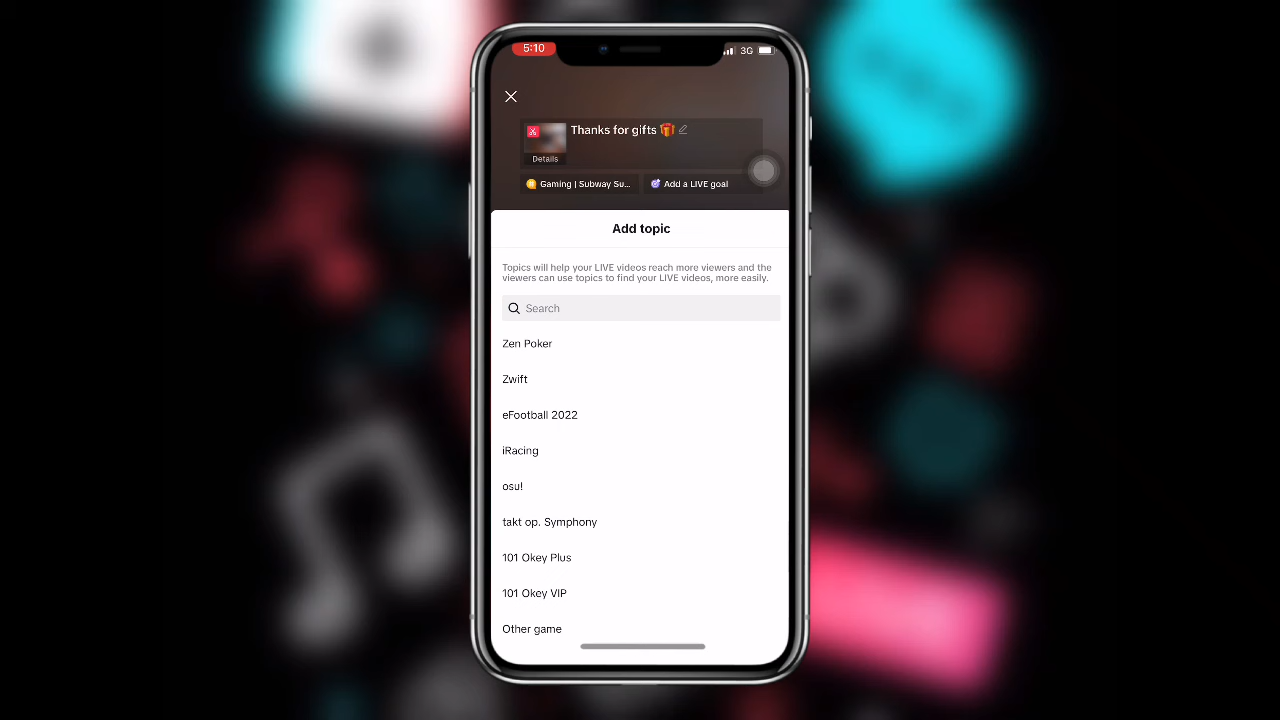 5:10
3G
Thanks for gifts 🎁
Details
Gaming | Subway Su...
Add a LIVE goal
Add topic
Topics will help your LIVE videos reach more viewers and the
viewers can use topics to find your LIVE videos, more easily.
Search
Zen Poker
Zwift
eFootball 2022
iRacing
osu!
takt op. Symphony
101 Okey Plus
101 Okey VIP
Other game